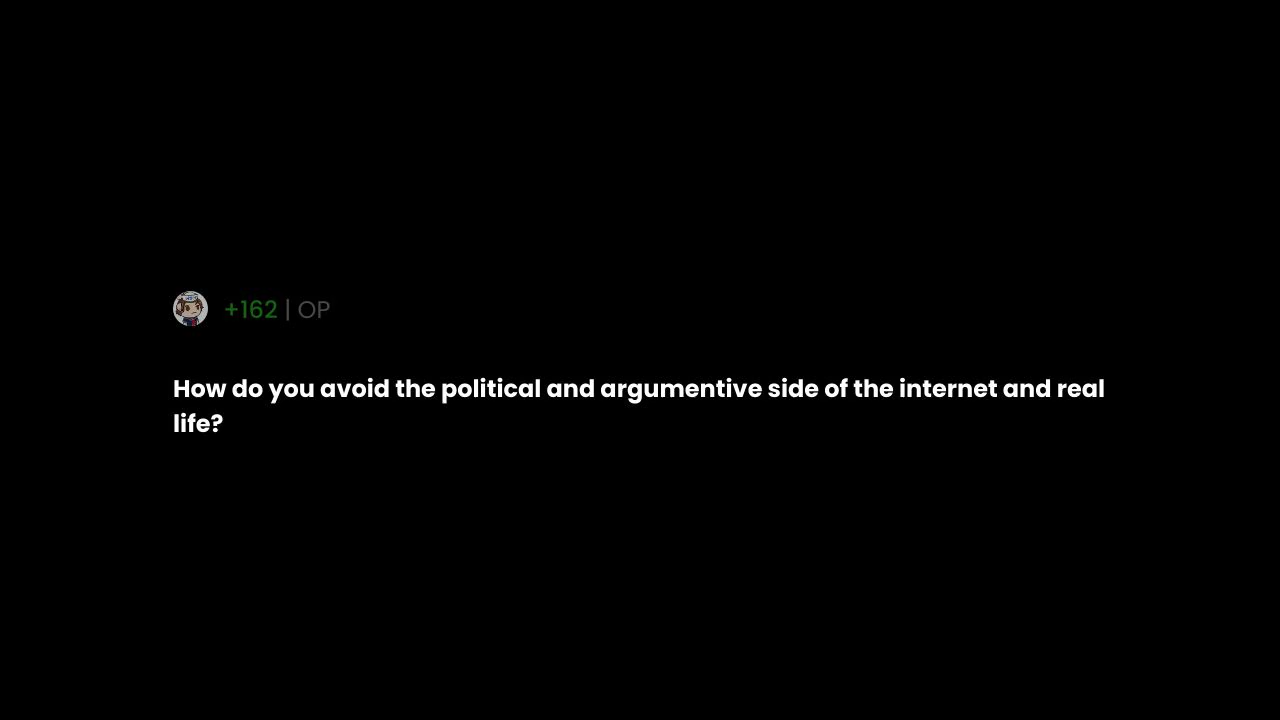 +162 | OP
How do you avoid the political and argumentive side of the internet and real
life?